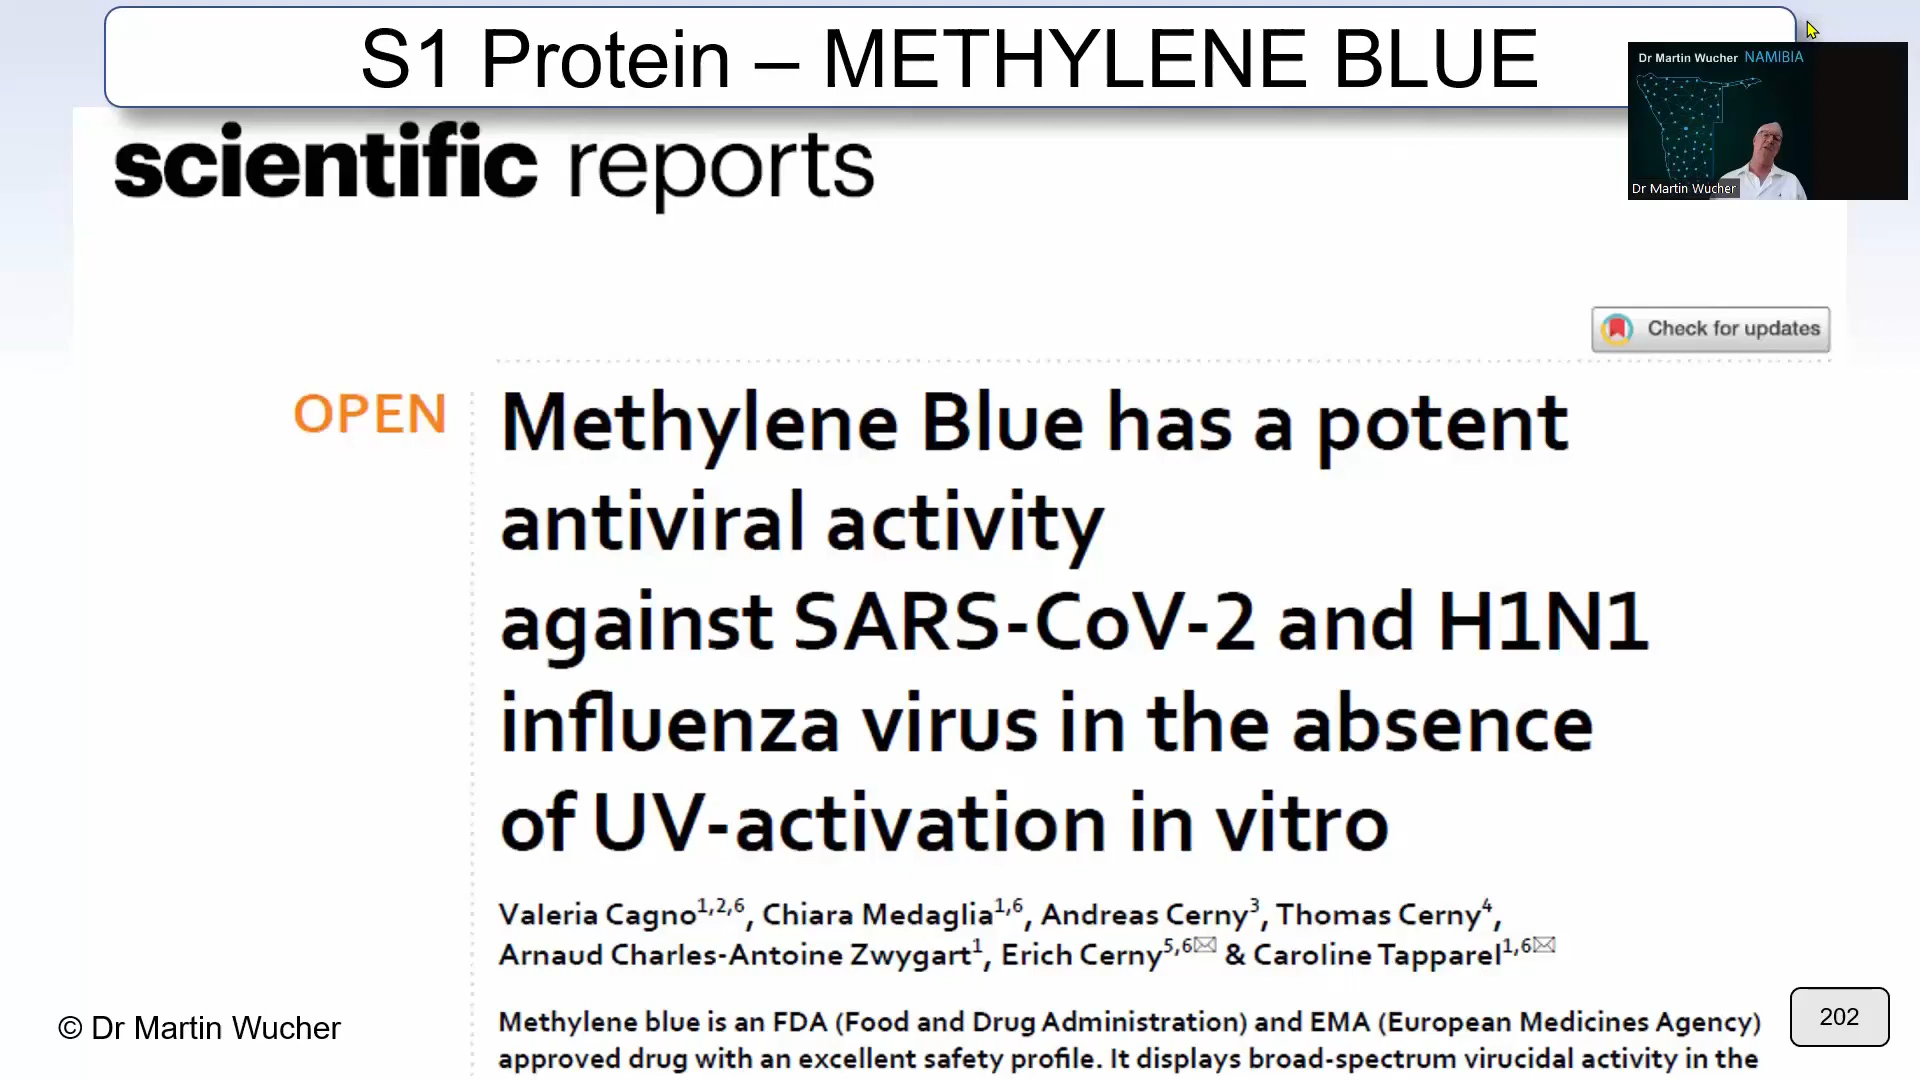 S1 Protein – METHYLENE BLUE
Dr Martin Wucher NAMIBIA
Dr Martin Wucher
scientific reports
Check for updates
OPEN
Methylene Blue has a potent
antiviral activity
against SARS-CoV-2 and H1N1
influenza virus in the absence
of UV-activation in vitro
Valeria Cagno1,2,6, Chiara Medaglia1,6, Andreas Cerny3, Thomas Cerny4,
Arnaud Charles-Antoine Zwygart1, Erich Cerny5,6✉ & Caroline Tapparel1,6✉
Methylene blue is an FDA (Food and Drug Administration) and EMA (European Medicines Agency)
approved drug with an excellent safety profile. It displays broad-spectrum virucidal activity in the
© Dr Martin Wucher
202